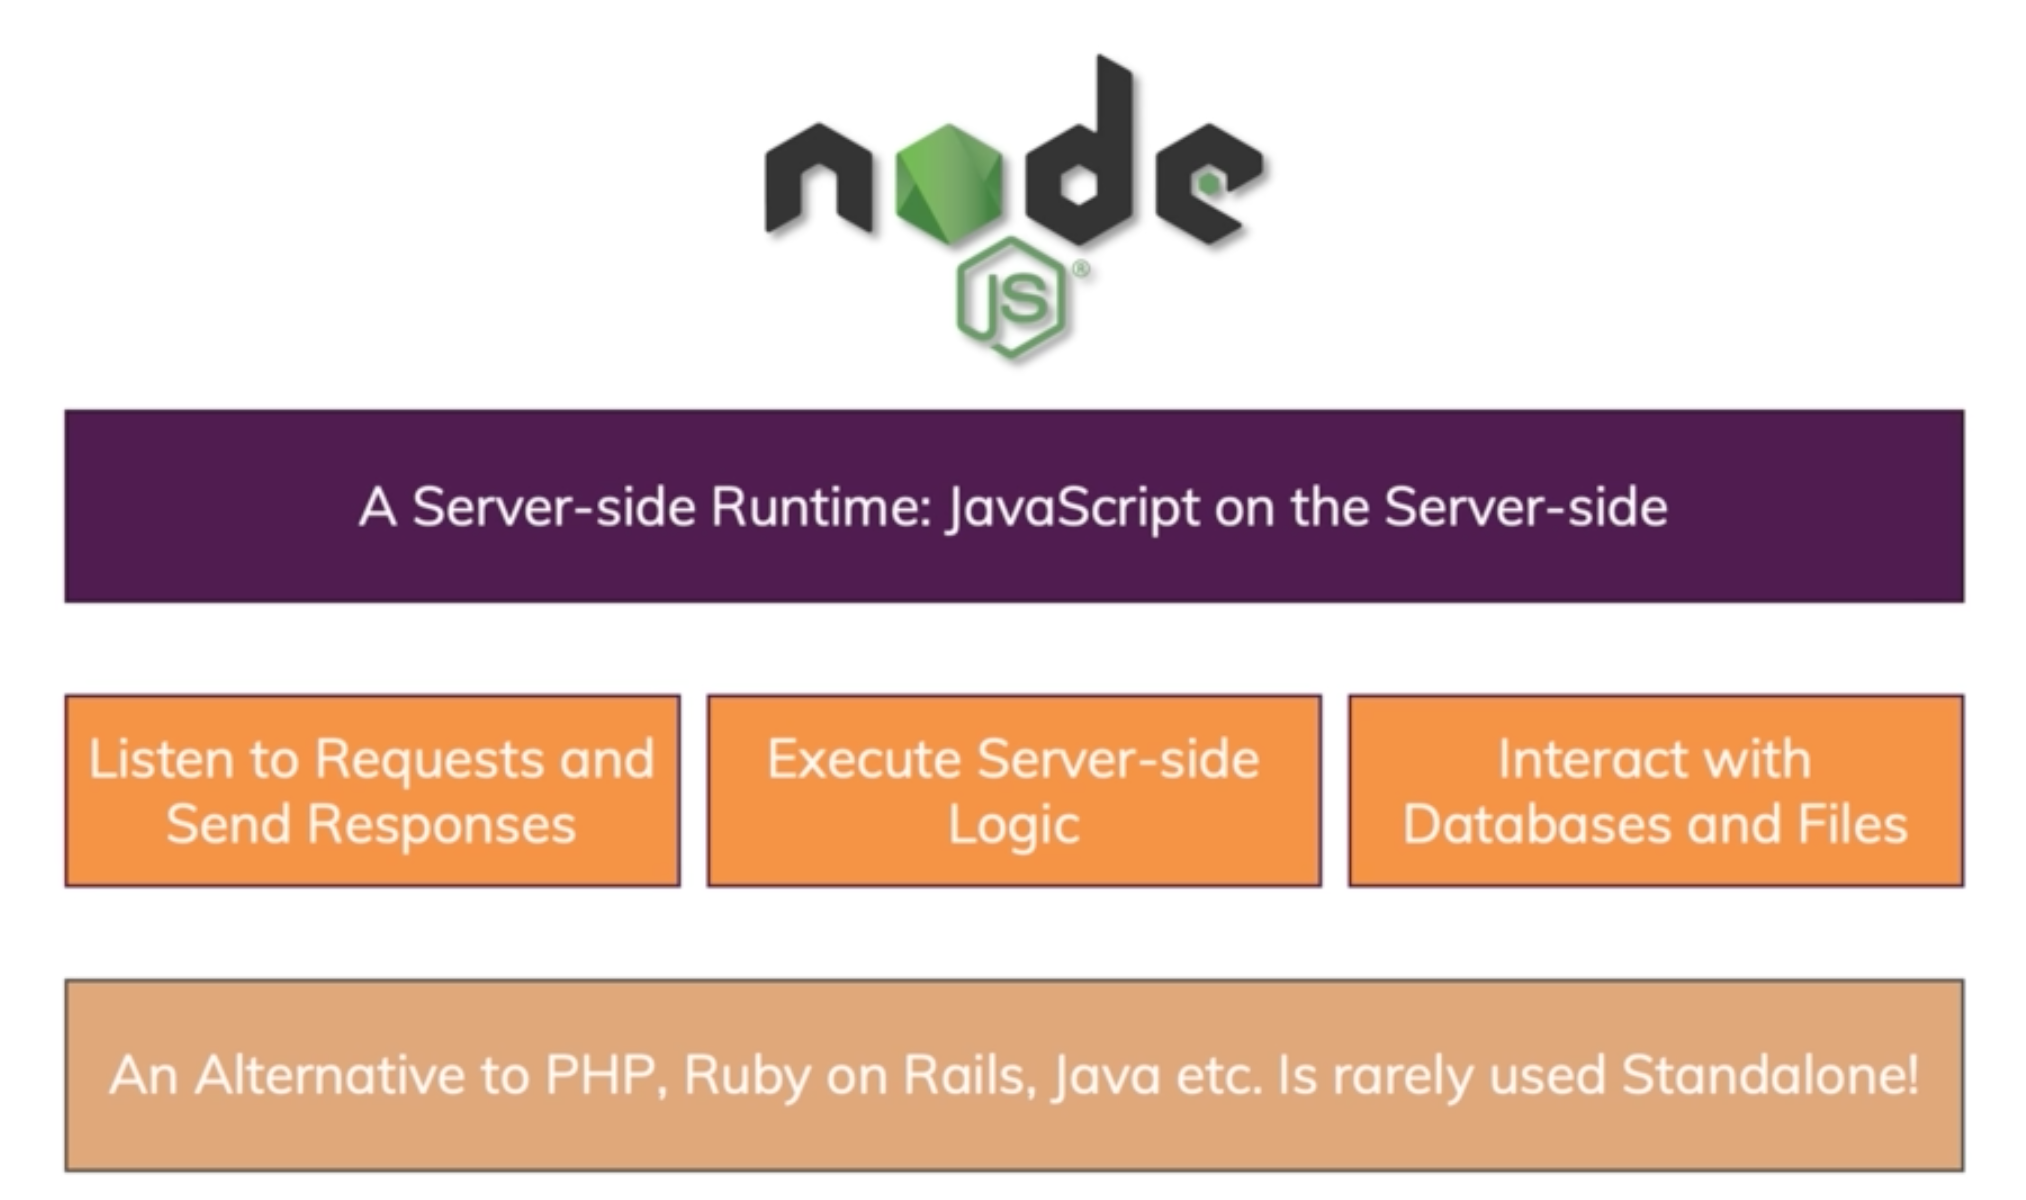 node
JS®
A Server-side Runtime: JavaScript on the Server-side
Listen to Requests and
Send Responses
Execute Server-side
Logic
Interact with
Databases and Files
An Alternative to PHP, Ruby on Rails, Java etc. Is rarely used Standalone!